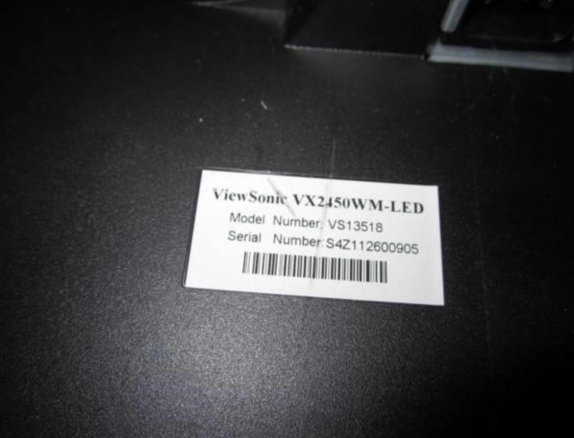 ViewSonic VX2450WM-LED
Model Number: VS13518
Serial Number:S4Z112600905